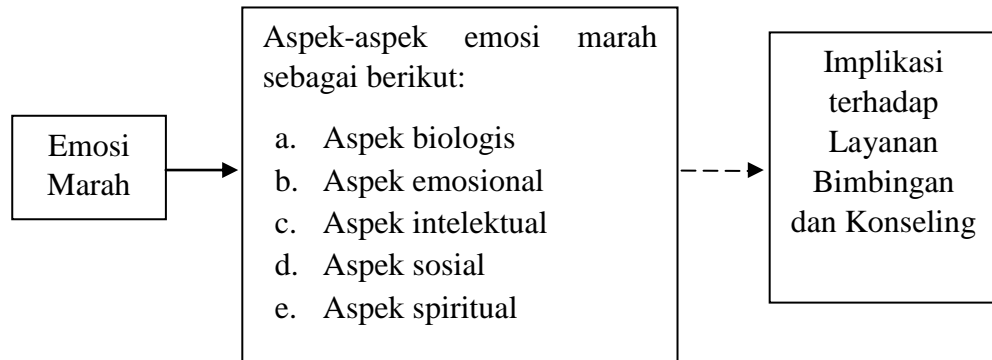 Emosi
Marah
Aspek-aspek emosi marah
sebagai berikut:
a. Aspek biologis
b. Aspek emosional
c. Aspek intelektual
d. Aspek sosial
e. Aspek spiritual
Implikasi
terhadap
Layanan
Bimbingan
dan Konseling